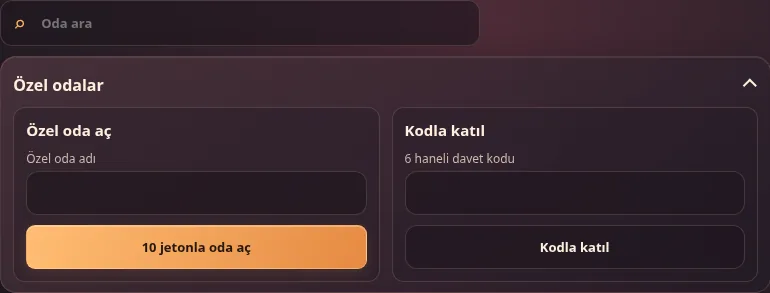 Oda ara
Özel odalar
Özel oda aç
Özel oda adı
10 jetonla oda aç
Kodla katıl
6 haneli davet kodu
Kodla katıl